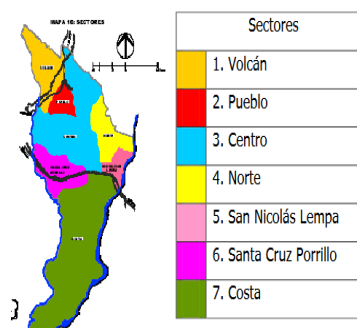 MAPA 16: SECTORES
Sectores
1. Volcán
2. Pueblo
3. Centro
4. Norte
5. San Nicolás Lempa
6. Santa Cruz Porrillo
7. Costa